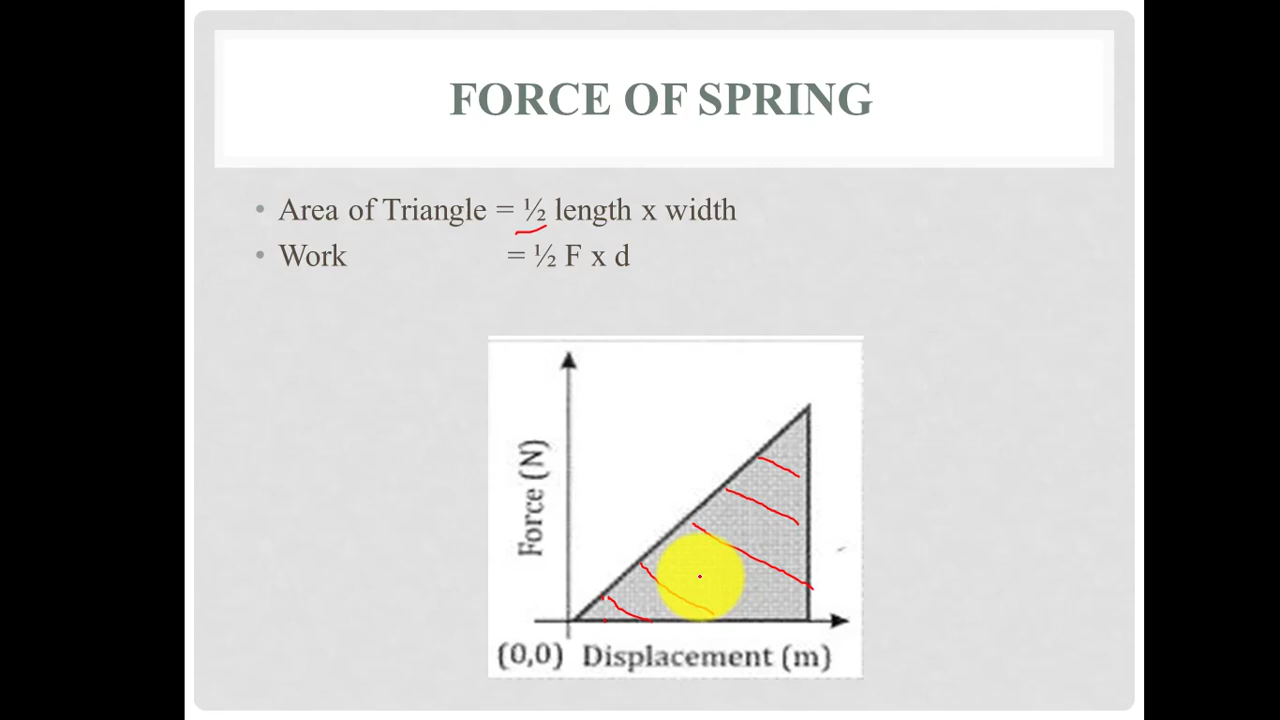 FORCE OF SPRING
• Area of Triangle = ½ length x width
• Work = ½ F x d
Force (N)
(0,0) Displacement (m)